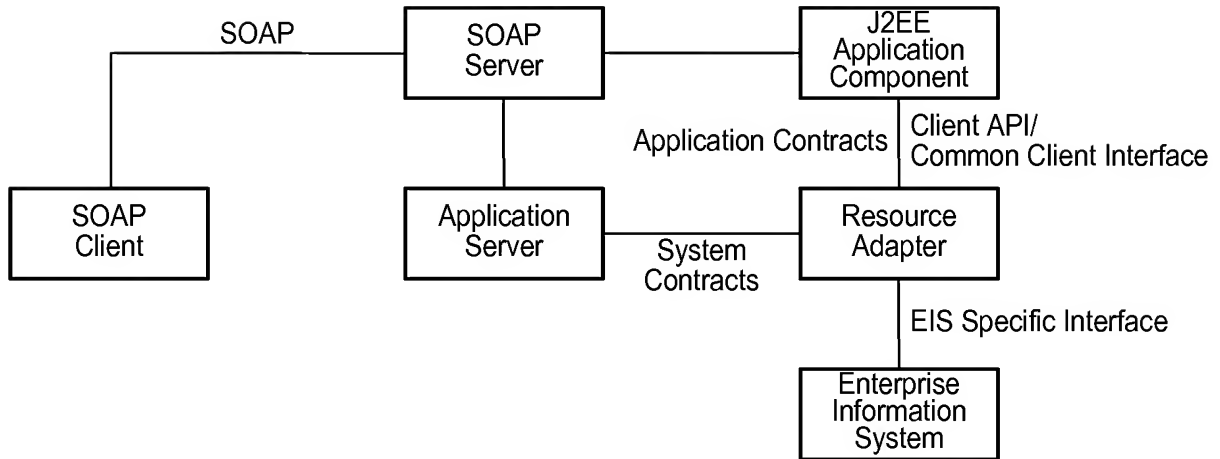 SOAP
SOAP
Server
J2EE
Application
Component
Application Contracts
Client API/
Common Client Interface
SOAP
Client
Application
Server
System
Contracts
Resource
Adapter
EIS Specific Interface
Enterprise
Information
System